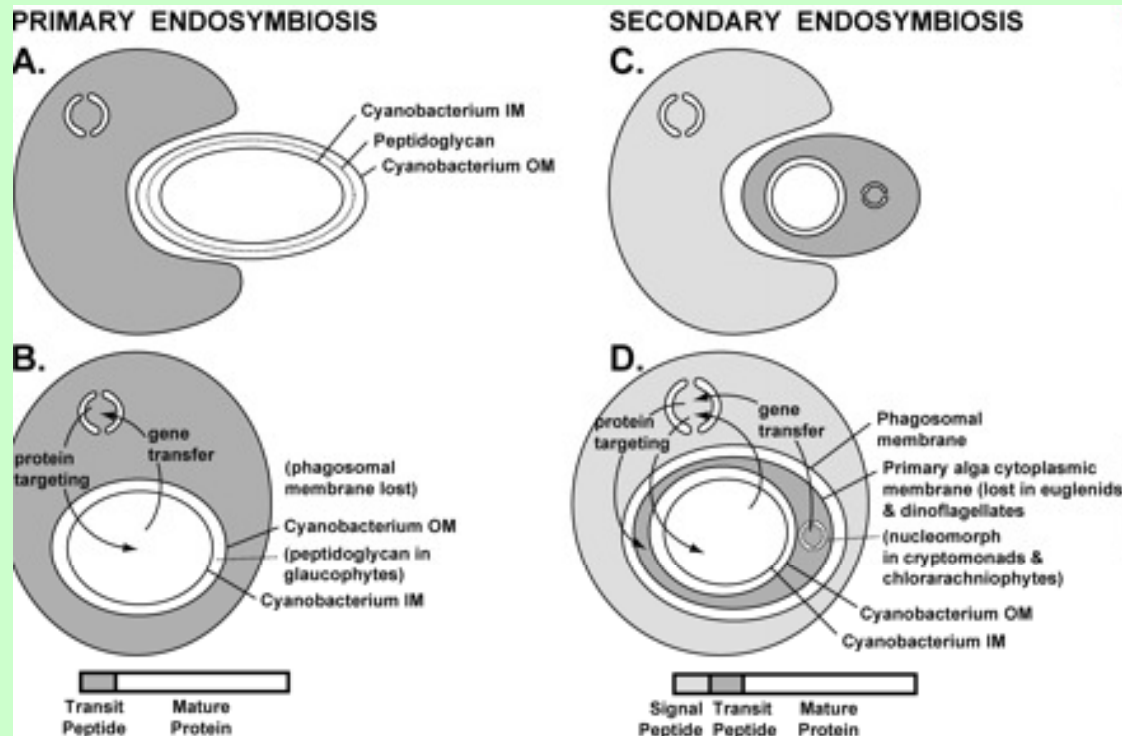 PRIMARY ENDOSYMBIOSIS
A.
Cyanobacterium IM
Peptidoglycan
Cyanobacterium OM
B.
protein
targeting
gene
transfer
(phagosomal
membrane lost)
Cyanobacterium OM
(peptidoglycan in
glaucophytes)
Cyanobacterium IM
Transit
Peptide
Mature
Protein
SECONDARY ENDOSYMBIOSIS
C.
D.
protein
targeting
gene
transfer
Phagosomal
membrane
Primary alga cytoplasmic
membrane (lost in euglenids
& dinoflagellates
(nucleomorph
in cryptomonads &
chlorarachniophytes)
Cyanobacterium OM
Cyanobacterium IM
Signal
Peptide
Transit
Peptide
Mature
Protein